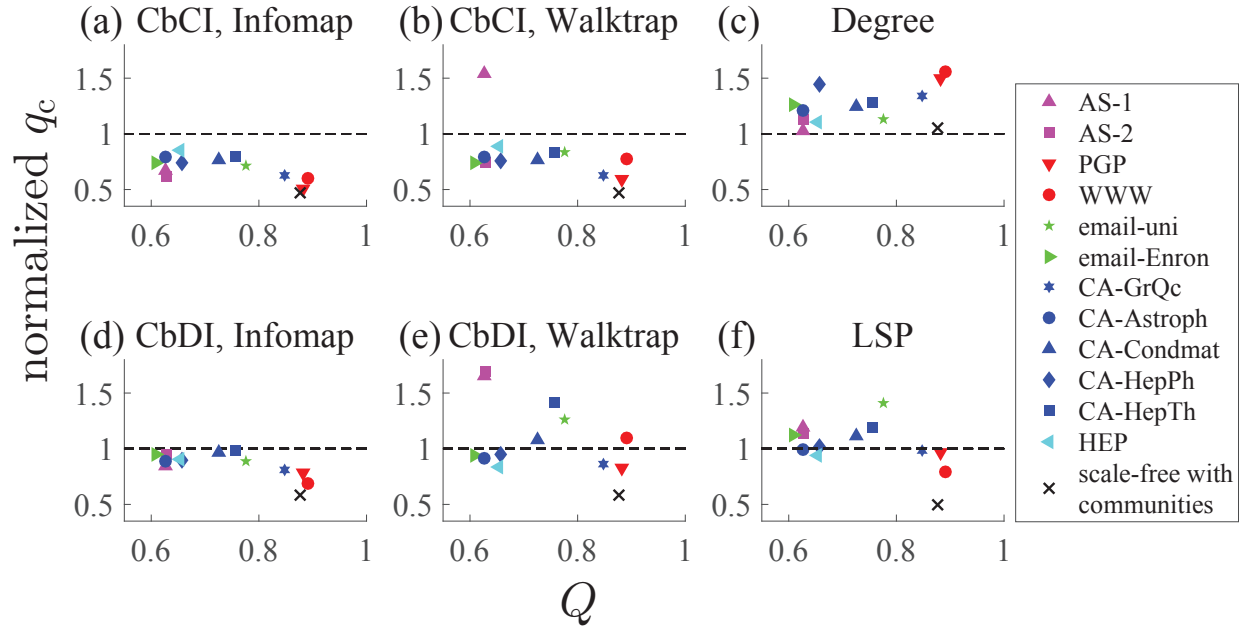 (a) CbCI, Infomap
(b) CbCI, Walktrap
(c) Degree
1.5
1
0.5
0.6
0.8
1
1.5
1
0.5
0.6
0.8
1
1.5
1
0.5
0.6
0.8
1
normalized qc
(d) CbDI, Infomap
(e) CbDI, Walktrap
(f) LSP
1.5
1
0.5
0.6
0.8
1
1.5
1
0.5
0.6
0.8
1
1.5
1
0.5
0.6
0.8
1
Q
AS-1
AS-2
PGP
WWW
email-uni
email-Enron
CA-GrQc
CA-Astroph
CA-Condmat
CA-HepPh
CA-HepTh
HEP
scale-free with
communities